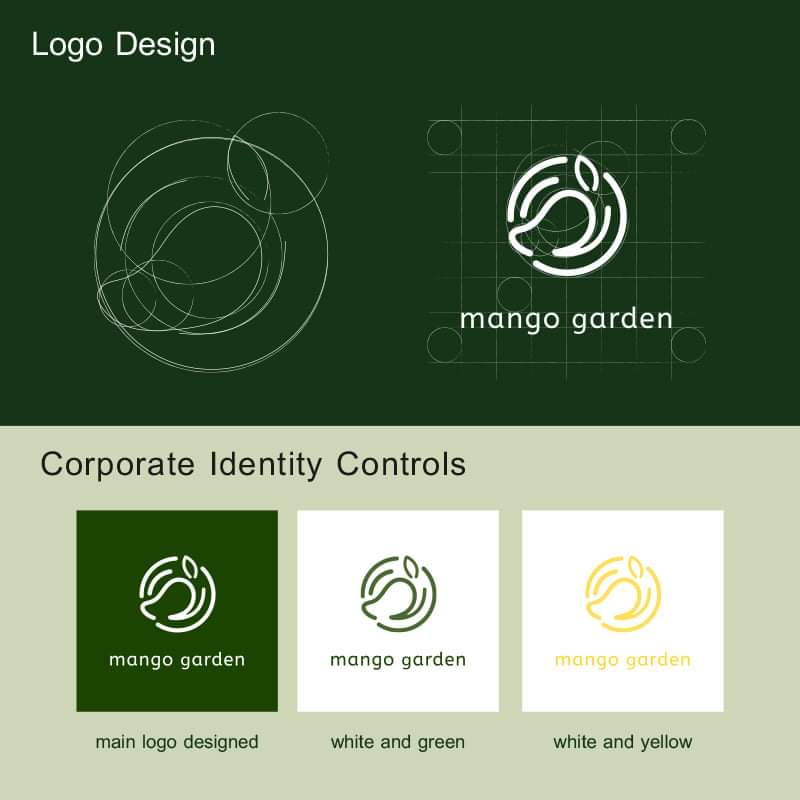 Logo Design
mango garden
Corporate Identity Controls
mango garden
mango garden
mango garden
main logo designed
white and green
white and yellow